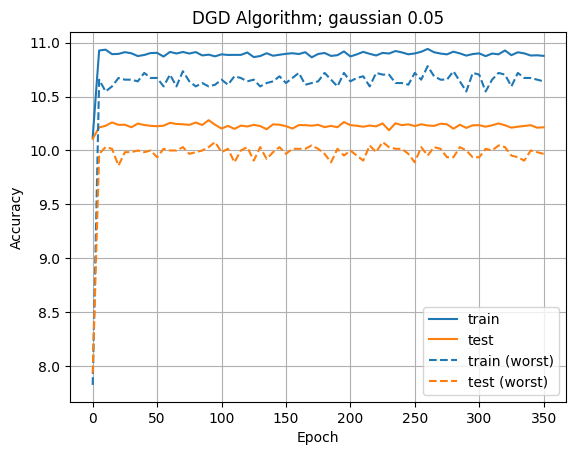 DGD Algorithm; gaussian 0.05
Accuracy
11.0
10.5
10.0
9.5
9.0
8.5
8.0
train
test
train (worst)
test (worst)
0 50 100 150 200 250 300 350
Epoch